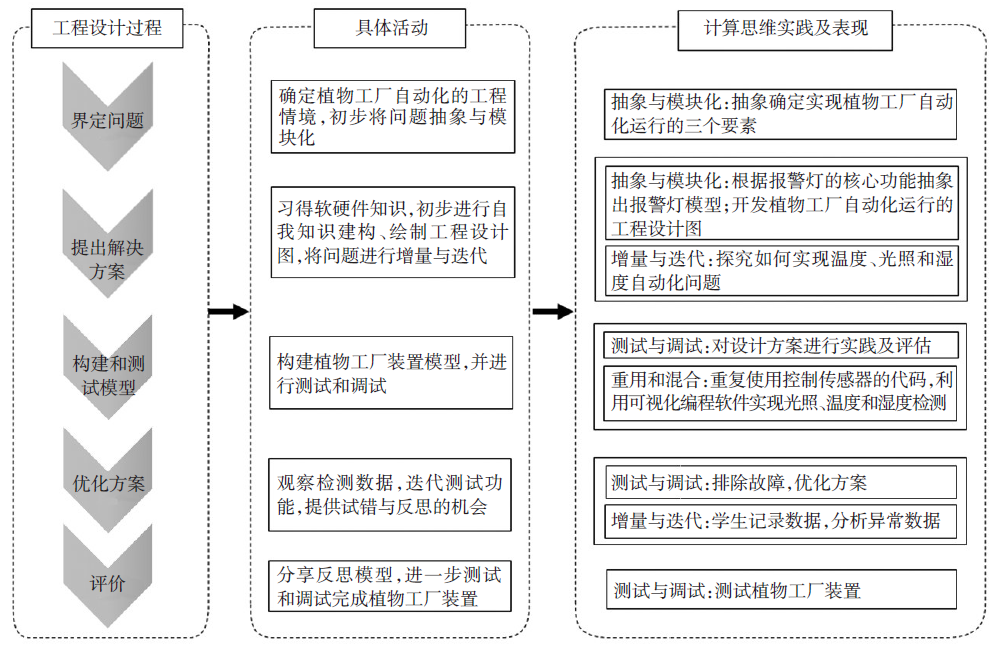 工程设计过程
界定问题
提出解决
方案
构建和测
试模型
优化方案
评价
具体活动
确定植物工厂自动化的工程
情境,初步将问题抽象与模
块化
习得软硬件知识,初步进行自
我知识建构、绘制工程设计
图,将问题进行增量与迭代
构建植物工厂装置模型,并进
行测试和调试
观察检测数据,迭代测试功
能,提供试错与反思的机会
分享反思模型,进一步测试
和调试完成植物工厂装置
计算思维实践及表现
抽象与模块化:抽象确定实现植物工厂自动
化运行的三个要素
抽象与模块化:根据报警灯的核心功能抽象
出报警灯模型;开发植物工厂自动化运行的
工程设计图
增量与迭代:探究如何实现温度、光照和湿
度自动化问题
测试与调试:对设计方案进行实践及评估
重用和混合:重复使用控制传感器的代码,利
用可视化编程软件实现光照、温度和湿度检测
测试与调试:排除故障,优化方案
增量与迭代:学生记录数据,分析异常数据
测试与调试:测试植物工厂装置